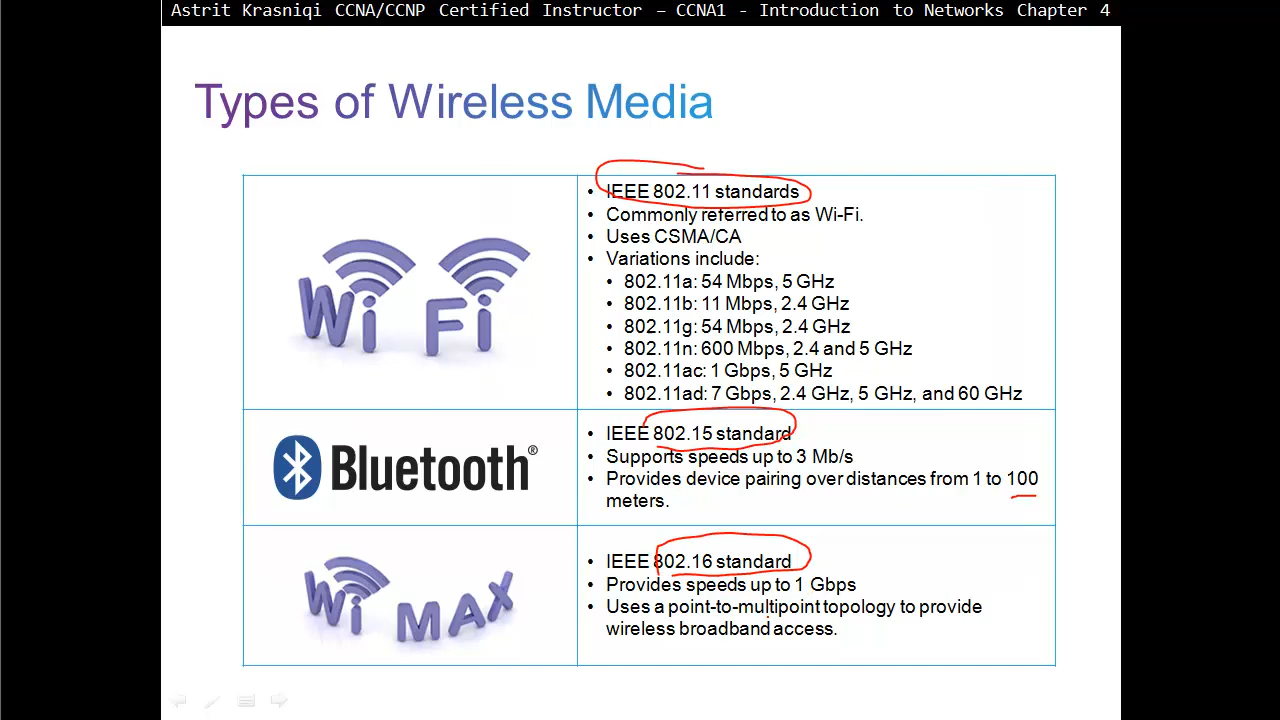 Astrit Krasniqi CCNA/CCNP Certified Instructor – CCNA1 - Introduction to Networks Chapter 4
Types of Wireless Media
Wi Fi
• IEEE 802.11 standards
• Commonly referred to as Wi-Fi.
• Uses CSMA/CA
• Variations include:
• 802.11a: 54 Mbps, 5 GHz
• 802.11b: 11 Mbps, 2.4 GHz
• 802.11g: 54 Mbps, 2.4 GHz
• 802.11n: 600 Mbps, 2.4 and 5 GHz
• 802.11ac: 1 Gbps, 5 GHz
• 802.11ad: 7 Gbps, 2.4 GHz, 5 GHz, and 60 GHz
Bluetooth®
• IEEE 802.15 standard
• Supports speeds up to 3 Mb/s
• Provides device pairing over distances from 1 to 100
meters.
Wi MAX
• IEEE 802.16 standard
• Provides speeds up to 1 Gbps
• Uses a point-to-multipoint topology to provide
wireless broadband access.